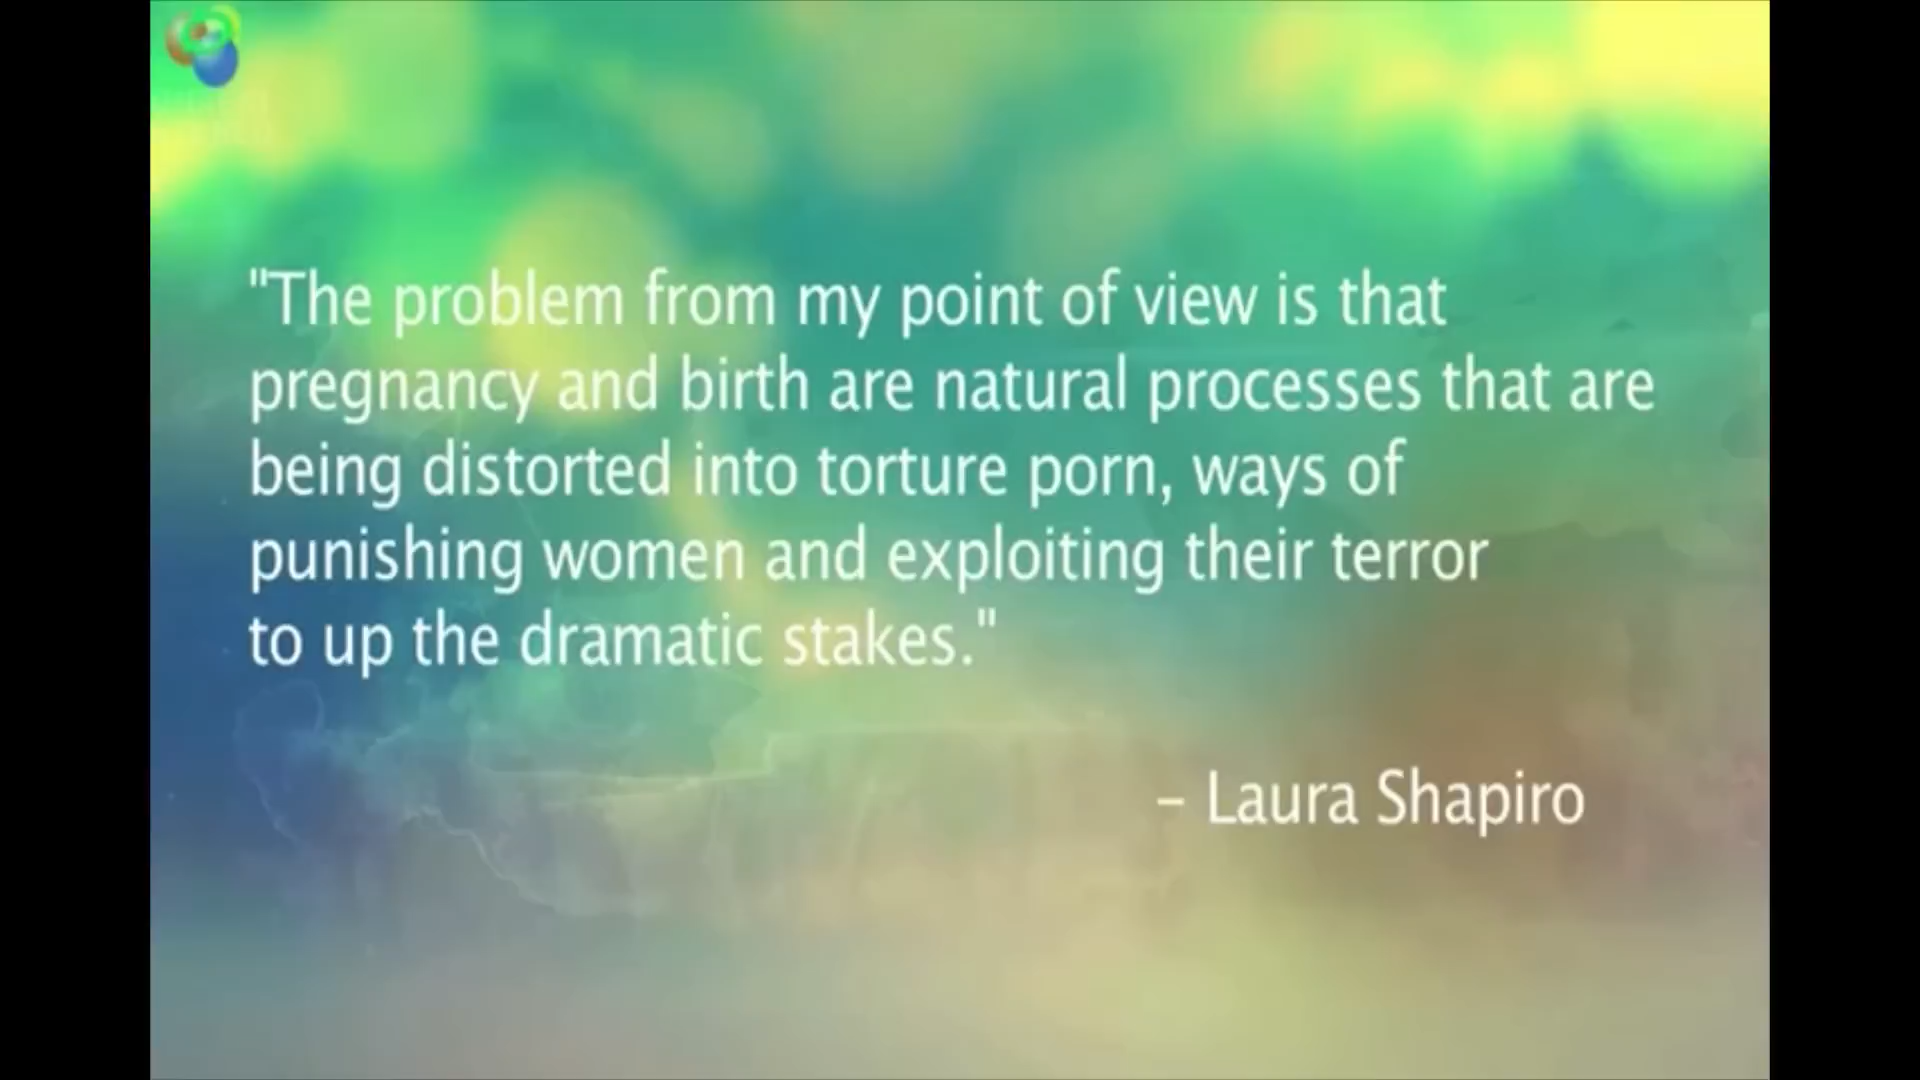 "The problem from my point of view is that
pregnancy and birth are natural processes that are
being distorted into torture porn, ways of
punishing women and exploiting their terror
to up the dramatic stakes."
– Laura Shapiro